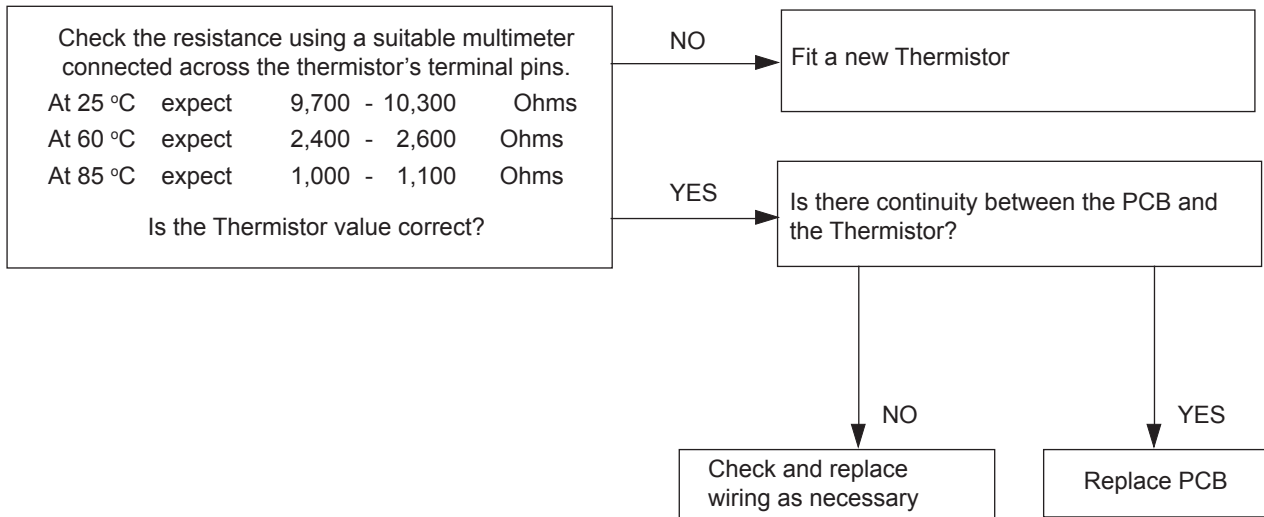 Check the resistance using a suitable multimeter
connected across the thermistor's terminal pins.
At 25 ºC expect 9,700 - 10,300 Ohms
At 60 ºC expect 2,400 - 2,600 Ohms
At 85 ºC expect 1,000 - 1,100 Ohms
Is the Thermistor value correct?
NO
Fit a new Thermistor
YES
Is there continuity between the PCB and
the Thermistor?
NO
Check and replace
wiring as necessary
YES
Replace PCB